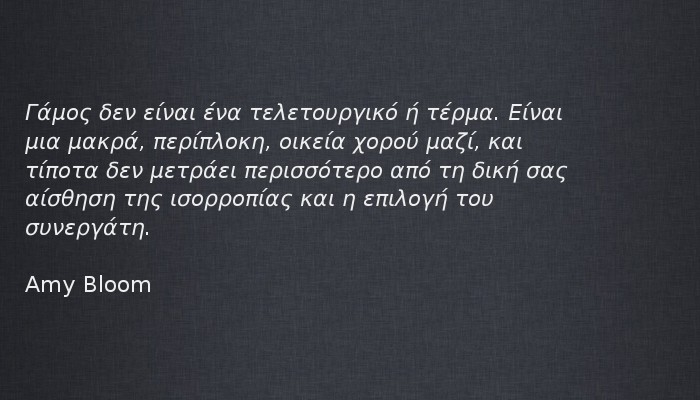 Γάμος δεν είναι ένα τελετουργικό ή τέρμα. Είναι
μια μακρά, περίπλοκη, οικεία χορού μαζί, και
τίποτα δεν μετράει περισσότερο από τη δική σας
αίσθηση της ισορροπίας και η επιλογή του
συνεργάτη.
Amy Bloom